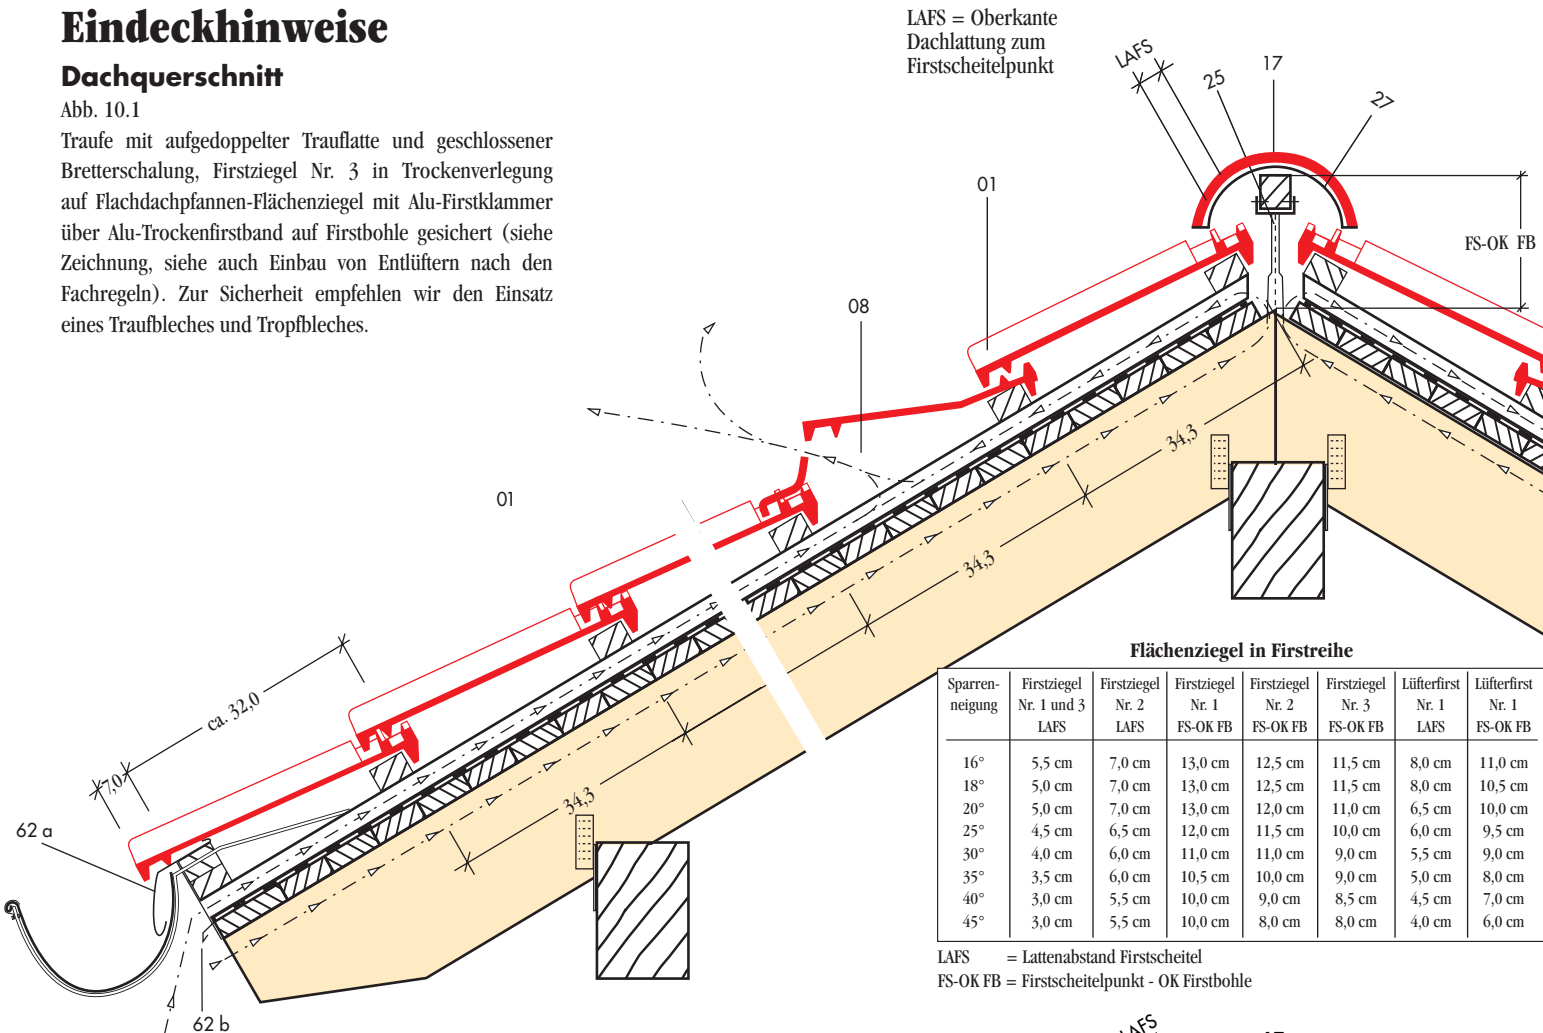 Eindeckhinweise
Dachquerschnitt
Abb. 10.1
Traufe mit aufgedoppelter Trauflatte und geschlossener
Bretterschalung, Firstziegel Nr. 3 in Trockenverlegung
auf Flachdachpfannen-Flächenziegel mit Alu-Firstklammer
über Alu-Trockenfirstband auf Firstbohle gesichert (siehe
Zeichnung, siehe auch Einbau von Entlüftern nach den
Fachregeln). Zur Sicherheit empfehlen wir den Einsatz
eines Traufbleches und Tropfbleches.
LAFS = Oberkante
Dachlattung zum
Firstscheitelpunkt
LAFS
25
17
27
01
FS-OK FB
08
01
34,3
34,3
34,3
ca. 32,0
7,0
62 a
62 b
Flächenziegel in Firstreihe
Sparren- Firstziegel Firstziegel Firstziegel Firstziegel Firstziegel Lüfterfirst Lüfterfirst
neigung Nr. 1 und 3 Nr. 2 Nr. 1 Nr. 2 Nr. 3 Nr. 1 Nr. 1
LAFS LAFS FS-OK FB FS-OK FB FS-OK FB LAFS FS-OK FB
16° 5,5 cm 7,0 cm 13,0 cm 12,5 cm 11,5 cm 8,0 cm 11,0 cm
18° 5,0 cm 7,0 cm 13,0 cm 12,5 cm 11,5 cm 8,0 cm 10,5 cm
20° 5,0 cm 7,0 cm 13,0 cm 12,0 cm 11,0 cm 6,5 cm 10,0 cm
25° 4,5 cm 6,5 cm 12,0 cm 11,5 cm 10,0 cm 6,0 cm 9,5 cm
30° 4,0 cm 6,0 cm 11,0 cm 11,0 cm 9,0 cm 5,5 cm 9,0 cm
35° 3,5 cm 6,0 cm 10,5 cm 10,0 cm 9,0 cm 5,0 cm 8,0 cm
40° 3,0 cm 5,5 cm 10,0 cm 9,0 cm 8,5 cm 4,5 cm 7,0 cm
45° 3,0 cm 5,5 cm 10,0 cm 8,0 cm 8,0 cm 4,0 cm 6,0 cm
LAFS = Lattenabstand Firstscheitel
FS-OK FB = Firstscheitelpunkt - OK Firstbohle
LAFS